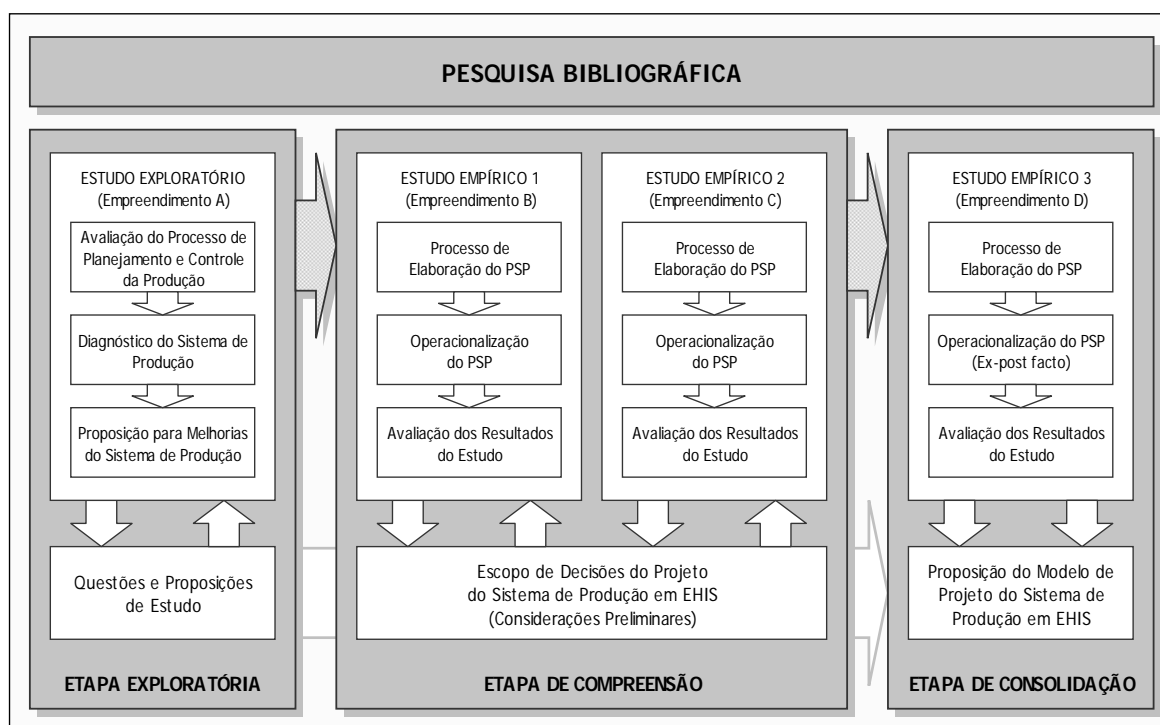 PESQUISA BIBLIOGRÁFICA
ESTUDO EXPLORATÓRIO
(Empreendimento A)
Avaliação do Processo de
Planejamento e Controle
da Produção
Diagnóstico do Sistema de
Produção
Proposição para Melhorias
do Sistema de Produção
Questões e Proposições
de Estudo
ETAPA EXPLORATÓRIA
ESTUDO EMPÍRICO 1
(Empreendimento B)
Processo de
Elaboração do PSP
Operacionalização
do PSP
Avaliação dos Resultados
do Estudo
ESTUDO EMPÍRICO 2
(Empreendimento C)
Processo de
Elaboração do PSP
Operacionalização
do PSP
Avaliação dos Resultados
do Estudo
Escopo de Decisões do Projeto
do Sistema de Produção em EHIS
(Considerações Preliminares)
ETAPA DE COMPREENSÃO
ESTUDO EMPÍRICO 3
(Empreendimento D)
Processo de
Elaboração do PSP
Operacionalização do PSP
(Ex-post facto)
Avaliação dos Resultados
do Estudo
Proposição do Modelo de
Projeto do Sistema de
Produção em EHIS
ETAPA DE CONSOLIDAÇÃO